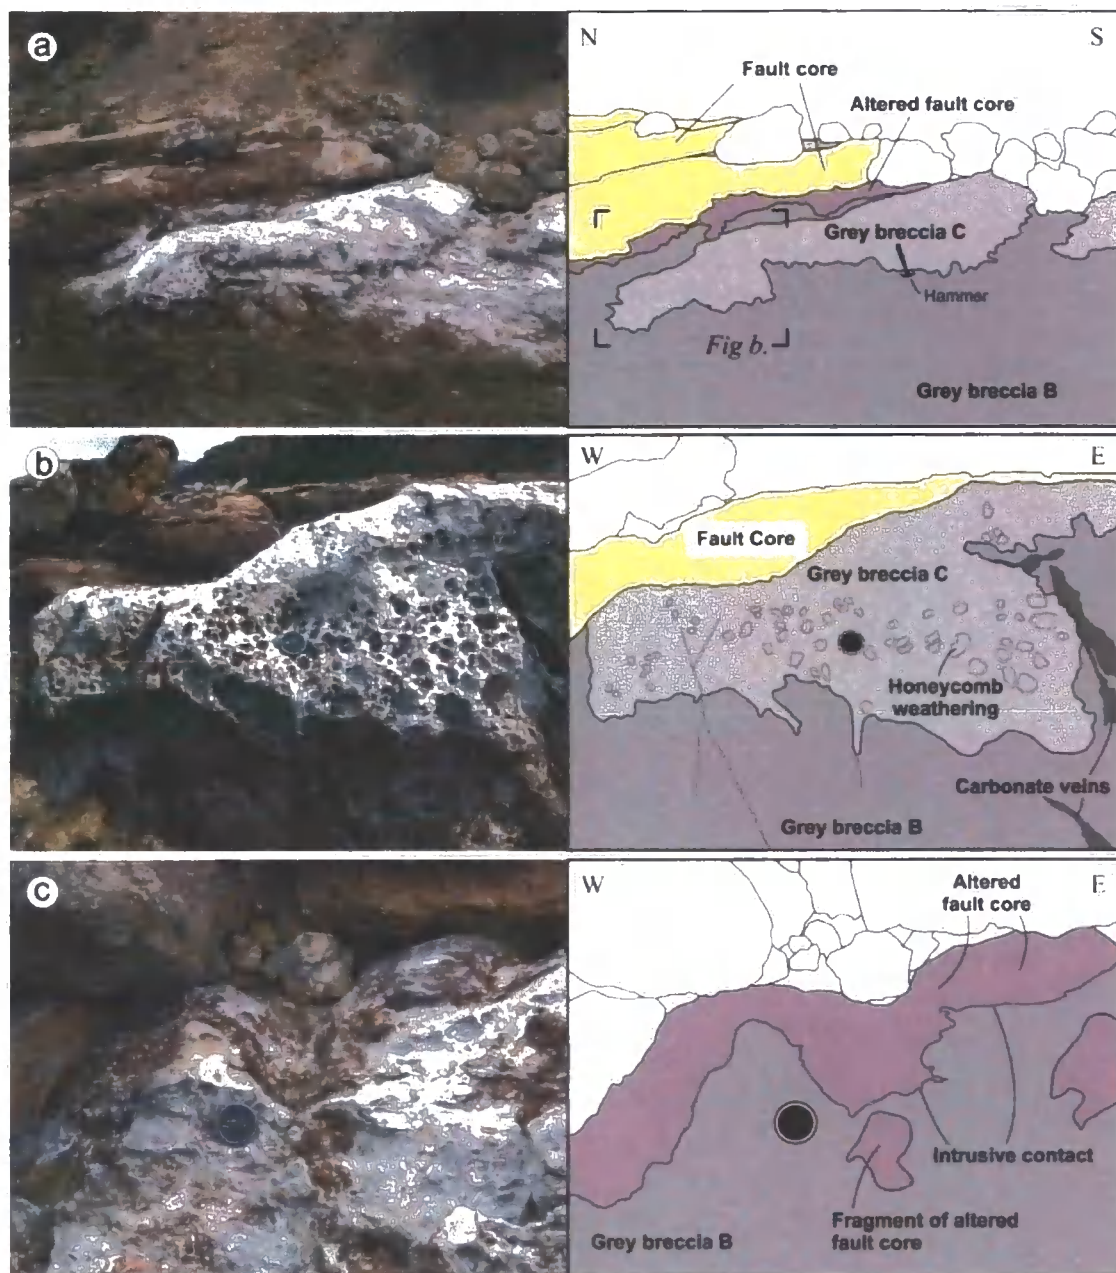 a
N
S
Fault core
Altered fault core
Grey breccia C
Hammer
Fig b.
Grey breccia B
b
W
E
Fault Core
Grey breccia C
Honeycomb
weathering
Carbonate veins
Grey breccia B
c
W
E
Altered
fault core
Intrusive contact
Fragment of altered
fault core
Grey breccia B